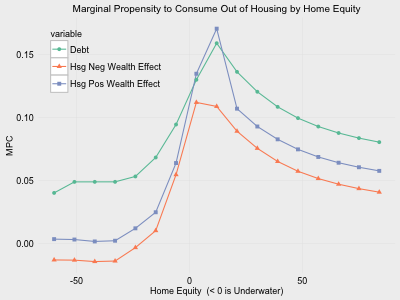 Marginal Propensity to Consume Out of Housing by Home Equity
variable
Debt
Hsg Neg Wealth Effect
Hsg Pos Wealth Effect
0.15
0.10
0.05
0.00
MPC
-50
0
50
Home Equity (< 0 is Underwater)